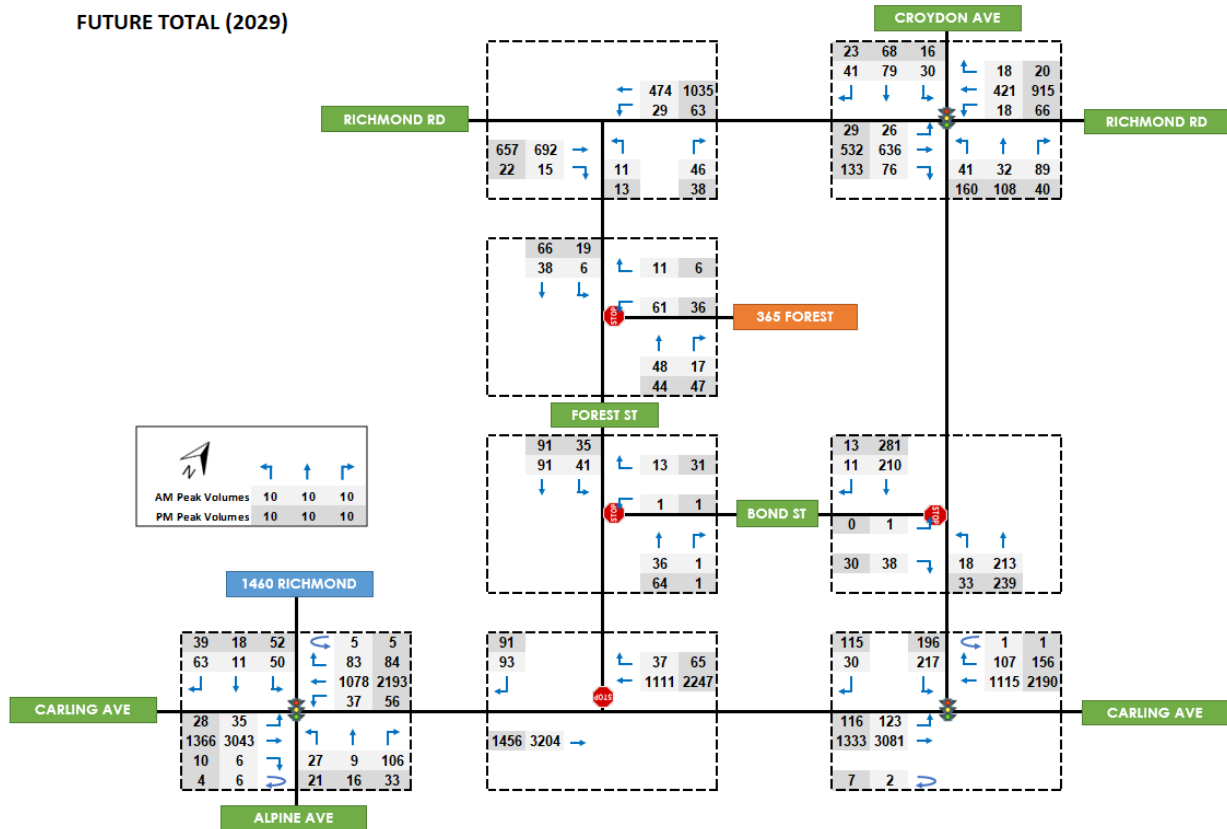 FUTURE TOTAL (2029)
CROYDON AVE
RICHMOND RD
474 1035
29 63
657 692
22 15
11 46
13 38
23 68 16
41 79 30
18 20
421 915
18 66
29 26
532 636
133 76
41 32 89
160 108 40
RICHMOND RD
66 19
38 6
11 6
61 36
STOP
365 FOREST
48 17
44 47
FOREST ST
N
AM Peak Volumes 10 10 10
PM Peak Volumes 10 10 10
91 35
91 41
13 31
1 1
STOP
BOND ST
36 1
64 1
13 281
11 210
STOP
0 1
30 38
18 213
33 239
1460 RICHMOND
39 18 52
63 11 50
5 5
83 84
1078 2193
37 56
CARLING AVE
28 35
1366 3043
10 6
4 6
27 9 106
21 16 33
ALPINE AVE
91
93
37 65
1111 2247
STOP
1456 3204
115 196
30 217
1 1
107 156
1115 2190
116 123
1333 3081
7 2
CARLING AVE